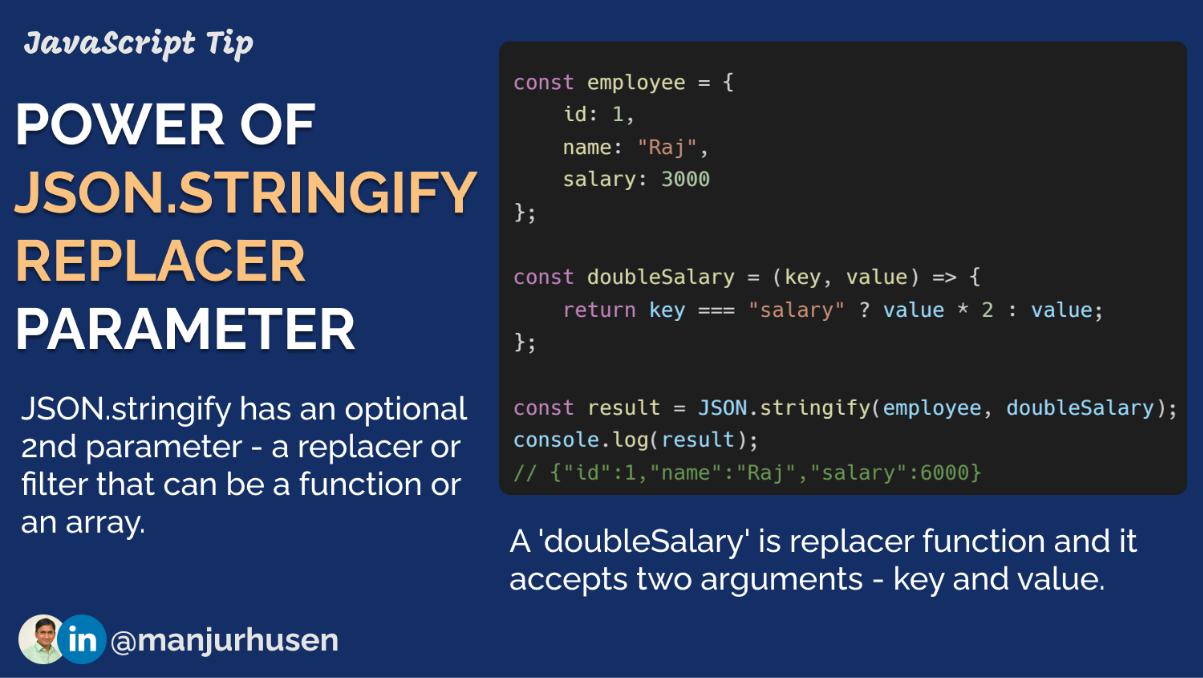 JavaScript Tip
POWER OF
JSON.STRINGIFY
REPLACER
PARAMETER
JSON.stringify has an optional
2nd parameter - a replacer or
filter that can be a function or
an array.
const employee = {
    id: 1,
    name: "Raj",
    salary: 3000
};
const doubleSalary = (key, value) => {
    return key === "salary" ? value * 2 : value;
};
const result = JSON.stringify(employee, doubleSalary);
console.log(result);
// {"id":1,"name":"Raj","salary":6000}
A 'doubleSalary' is replacer function and it
accepts two arguments - key and value.
in @manjurhusen